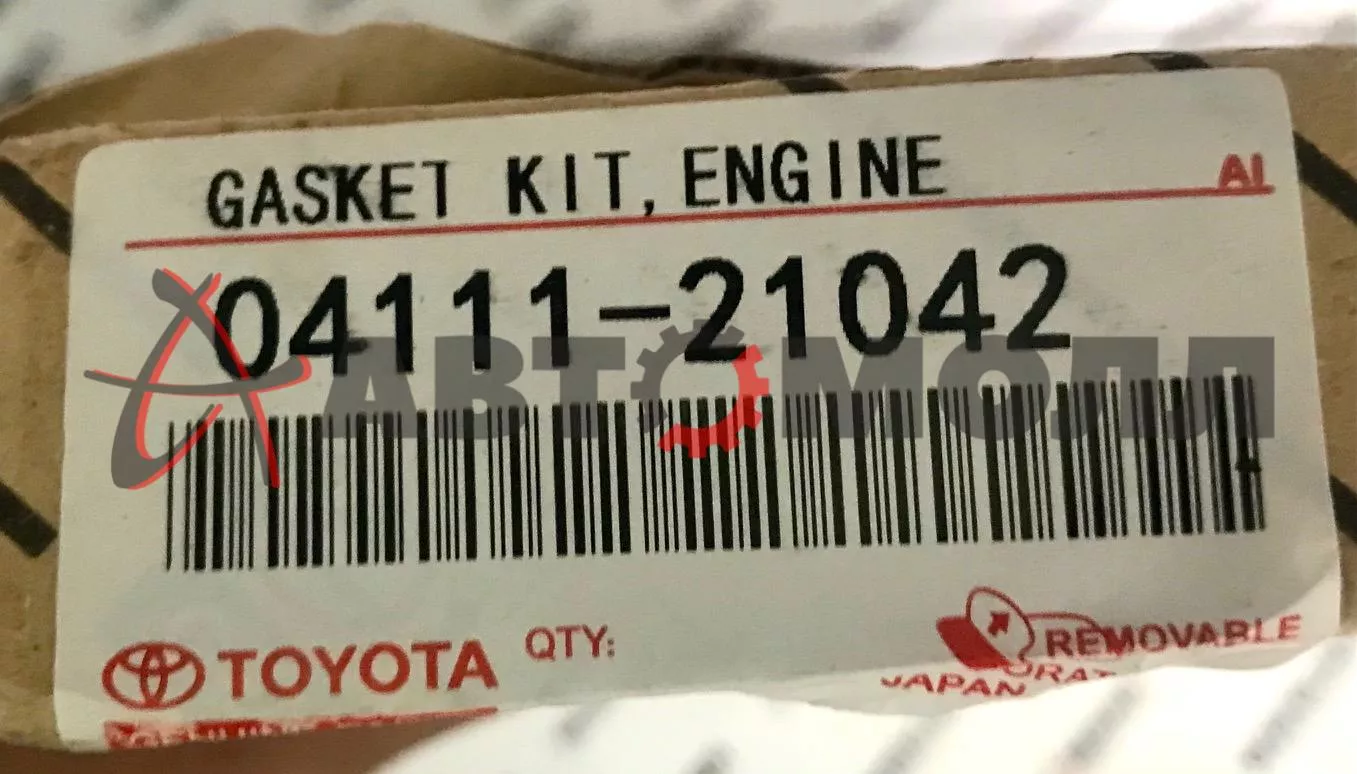 GASKET KIT, ENGINE
AI
04111-21042
АВТОМОЛЛ
TOYOTA
QTY:
REMOVABLE
JAPAN